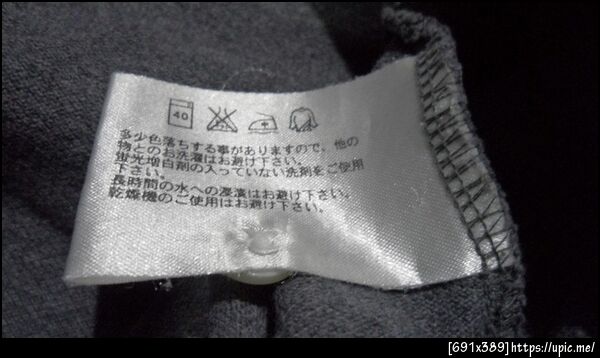 40
多少色落ちする事がありますので、他の
物とのお洗濯はお避け下さい。
蛍光増白剤の入っていない洗剤をご使用
下さい。
長時間の水への浸漬はお避け下さい。
乾燥機のご使用はお避け下さい。
[691x389]https://upic.me/